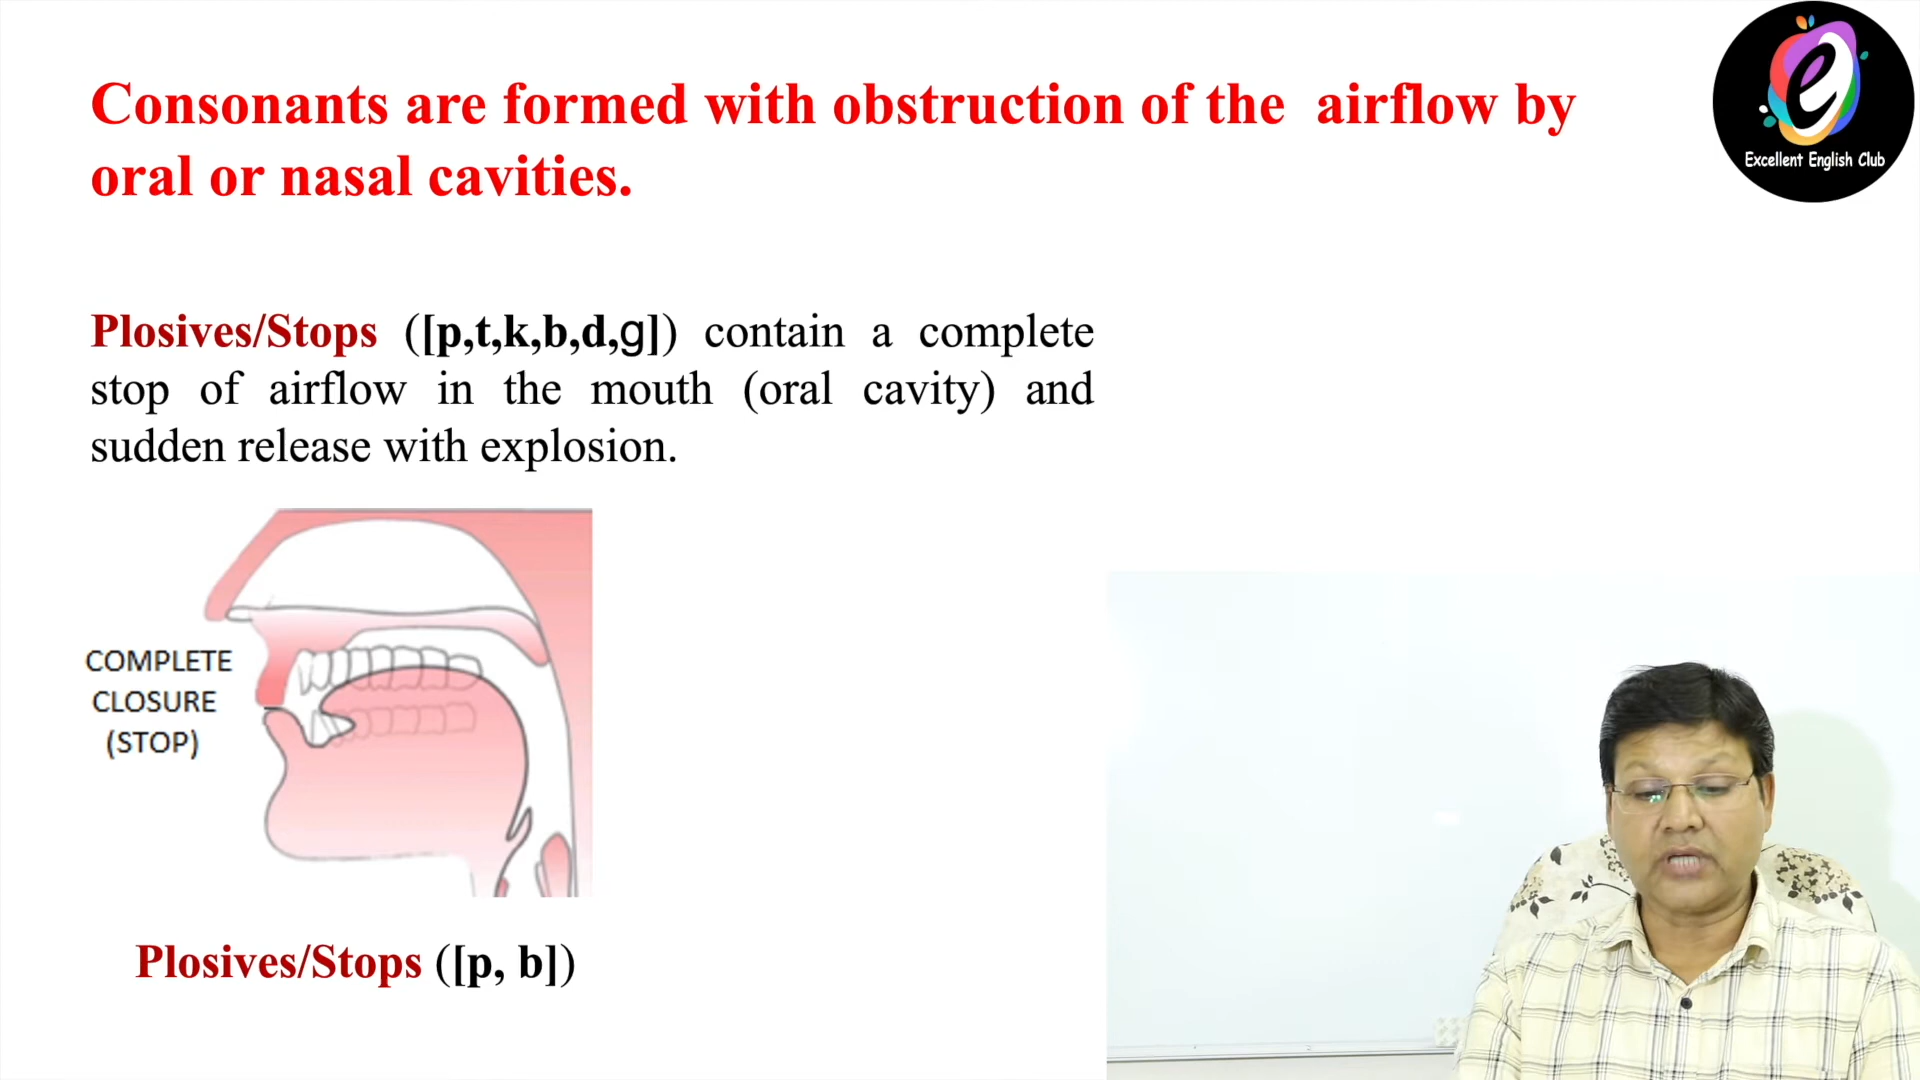 Consonants are formed with obstruction of the airflow by
oral or nasal cavities.
Excellent English Club
Plosives/Stops ([p,t,k,b,d,g]) contain a complete
stop of airflow in the mouth (oral cavity) and
sudden release with explosion.
COMPLETE
CLOSURE
(STOP)
Plosives/Stops ([p, b])